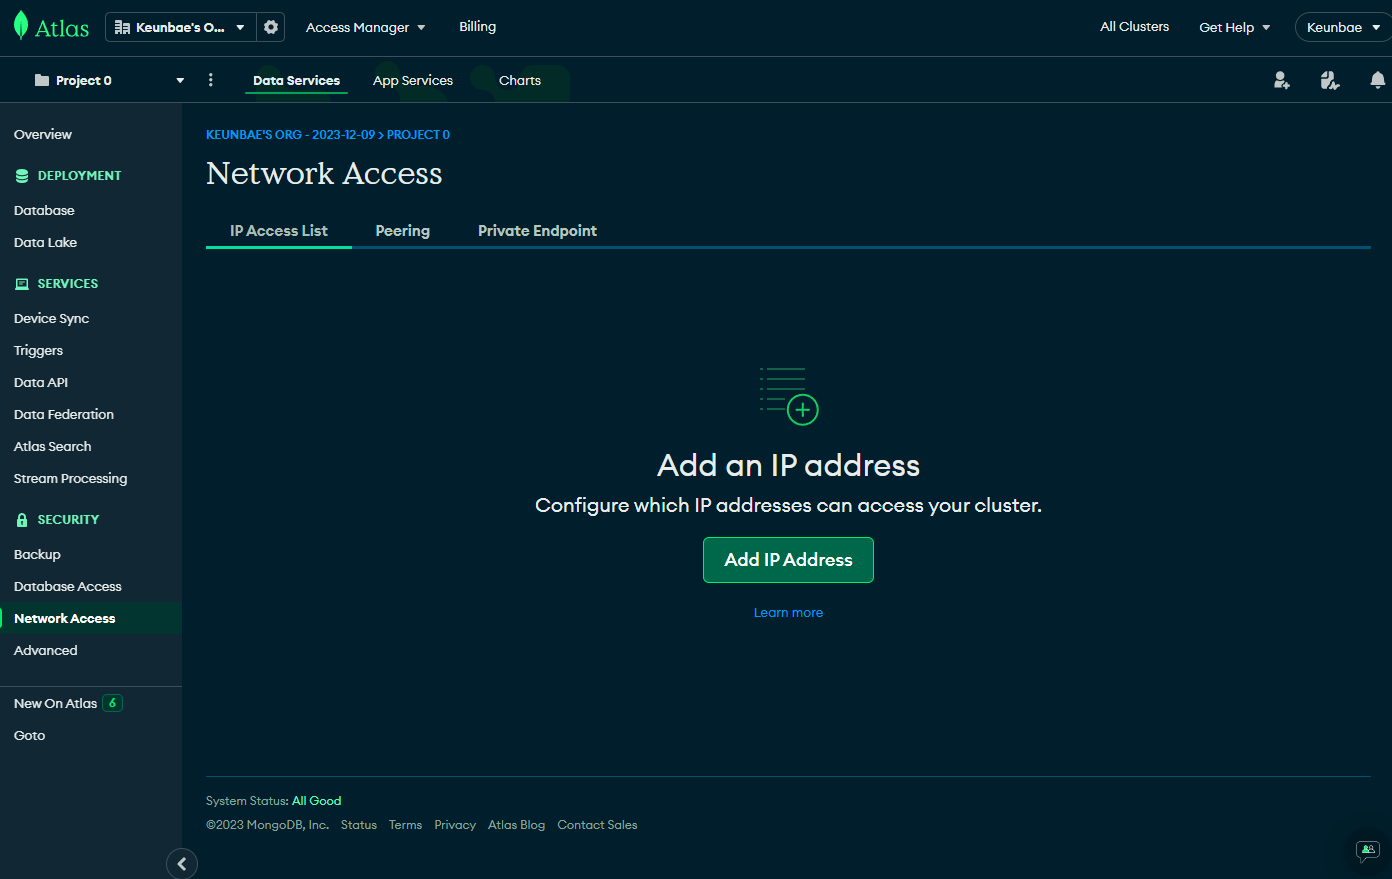 Atlas
Keunbae's O...
Access Manager
Billing
All Clusters
Get Help
Keunbae
Project 0
Data Services
App Services
Charts
Overview
DEPLOYMENT
Database
Data Lake
SERVICES
Device Sync
Triggers
Data API
Data Federation
Atlas Search
Stream Processing
SECURITY
Backup
Database Access
Network Access
Advanced
New On Atlas 6
Goto
KEUNBAE'S ORG - 2023-12-09 > PROJECT 0
Network Access
IP Access List
Peering
Private Endpoint
Add an IP address
Configure which IP addresses can access your cluster.
Add IP Address
Learn more
System Status: All Good
©2023 MongoDB, Inc. Status Terms Privacy Atlas Blog Contact Sales